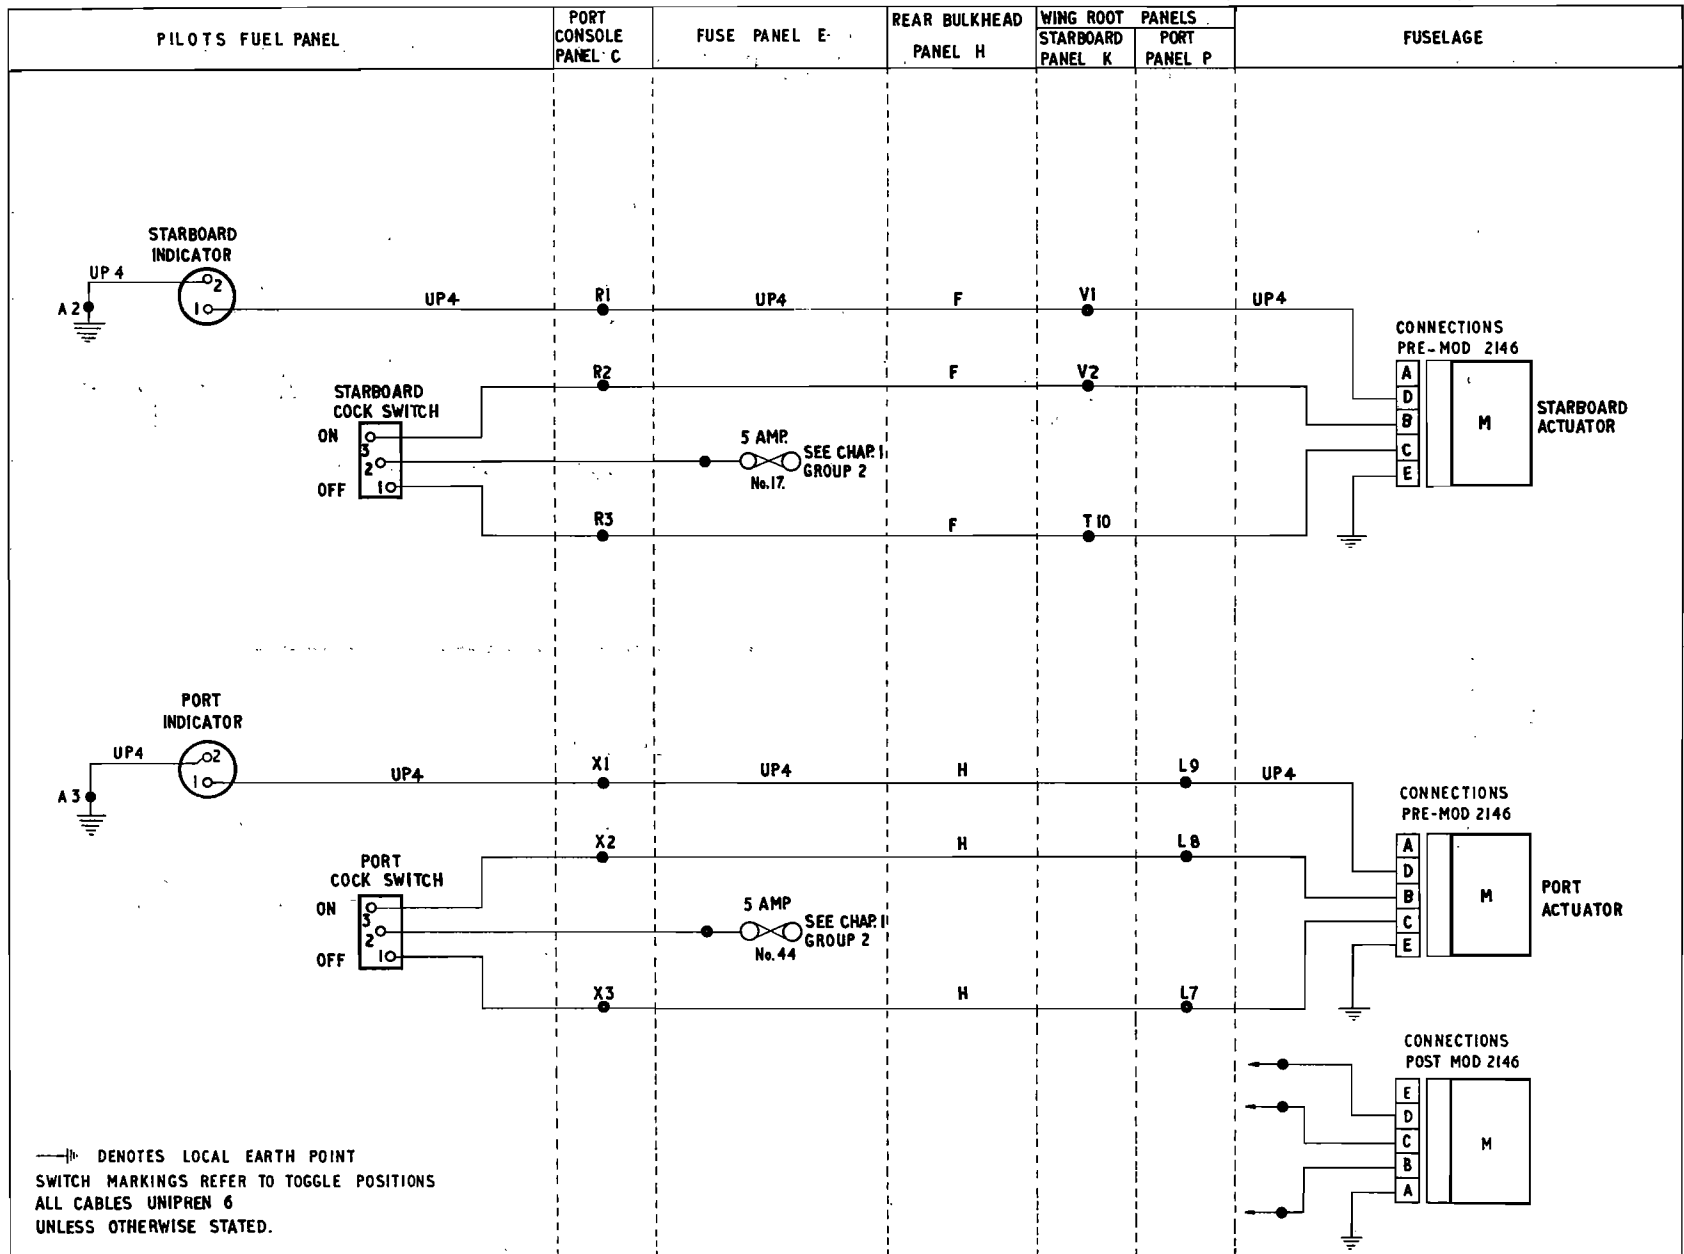 PILOTS FUEL PANEL
PORT
CONSOLE
PANEL C
FUSE PANEL E
REAR BULKHEAD
PANEL H
WING ROOT PANELS
STARBOARD
PANEL K
PORT
PANEL P
FUSELAGE
STARBOARD
INDICATOR
UP 4
2
1
A 2
UP4
R1
UP4
F
V1
UP4
CONNECTIONS
PRE-MOD 2146
STARBOARD
COCK SWITCH
R2
F
V2
A
D
B
C
E
M
STARBOARD
ACTUATOR
ON
3
2
1
OFF
5 AMP.
No.17.
SEE CHAP. 1
GROUP 2
R3
F
T10
PORT
INDICATOR
UP4
2
1
A 3
UP4
X1
UP4
H
L9
UP4
CONNECTIONS
PRE-MOD 2146
PORT
COCK SWITCH
X2
H
L8
A
D
B
C
E
M
PORT
ACTUATOR
ON
3
2
1
OFF
5 AMP
No. 44
SEE CHAP. 1
GROUP 2
X3
H
L7
CONNECTIONS
POST MOD 2146
E
D
C
B
A
M
DENOTES LOCAL EARTH POINT
SWITCH MARKINGS REFER TO TOGGLE POSITIONS
ALL CABLES UNIPREN 6
UNLESS OTHERWISE STATED.